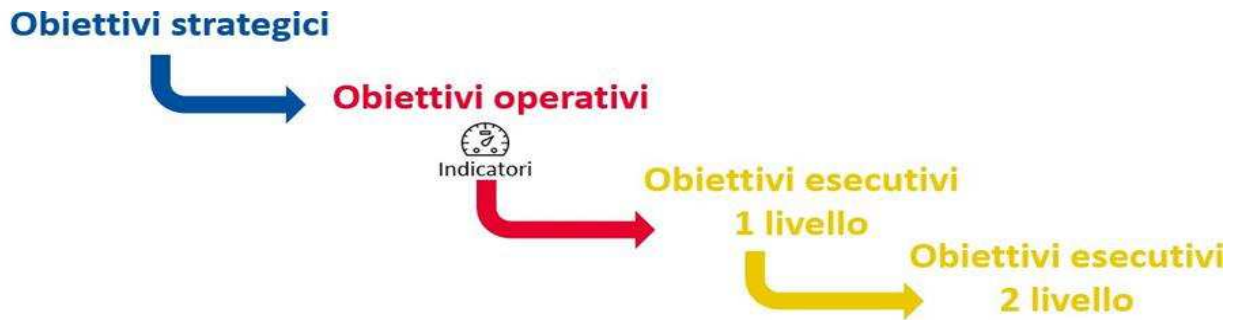 Obiettivi strategici
Obiettivi operativi
Indicatori
Obiettivi esecutivi
1 livello
Obiettivi esecutivi
2 livello